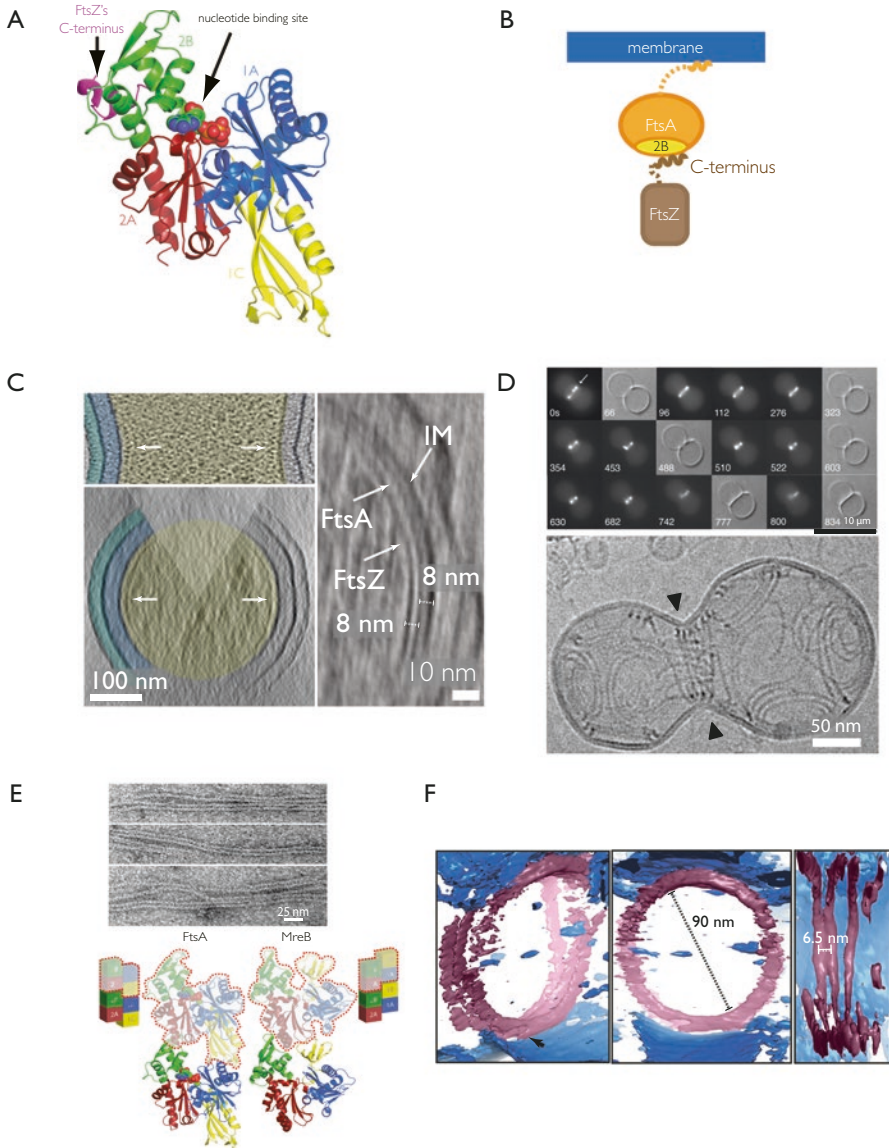 A
FtsZ's
C-terminus
nucleotide binding site
2B
1A
2A
1C
B
membrane
FtsA
2B
C-terminus
FtsZ
C
IM
FtsA
FtsZ
8 nm
8 nm
100 nm
10 nm
D
0s
66
96
112
276
323
354
453
488
510
522
603
630
682
742
777
800
834
10 µm
50 nm
E
25 nm
FtsA
MreB
F
90 nm
6.5 nm